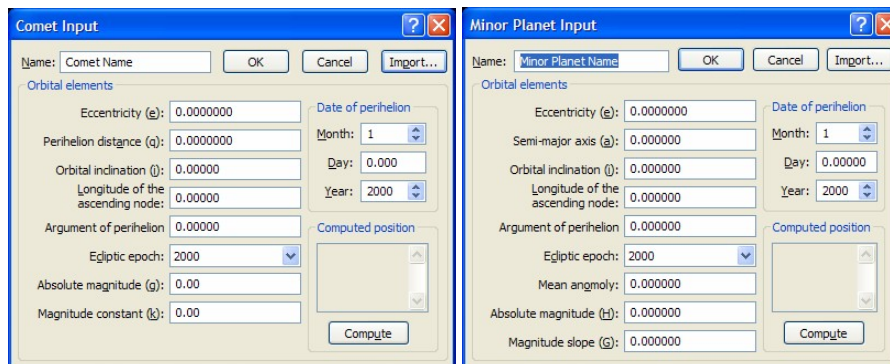 Comet Input
Name: Comet Name OK Cancel Import...
Orbital elements
Eccentricity (e): 0.0000000
Perihelion distance (q): 0.0000000
Orbital inclination (i): 0.00000
Longitude of the
ascending node: 0.00000
Argument of perihelion 0.00000
Ecliptic epoch: 2000
Absolute magnitude (g): 0.00
Magnitude constant (k): 0.00
Date of perihelion
Month: 1
Day: 0.000
Year: 2000
Computed position
Compute
Minor Planet Input
Name: Minor Planet Name OK Cancel Import...
Orbital elements
Eccentricity (e): 0.0000000
Semi-major axis (a): 0.000000
Orbital inclination (i): 0.000000
Longitude of the
ascending node: 0.000000
Argument of perihelion 0.000000
Ecliptic epoch: 2000
Mean anomoly: 0.000000
Absolute magnitude (H): 0.000000
Magnitude slope (G): 0.000000
Date of perihelion
Month: 1
Day: 0.00000
Year: 2000
Computed position
Compute